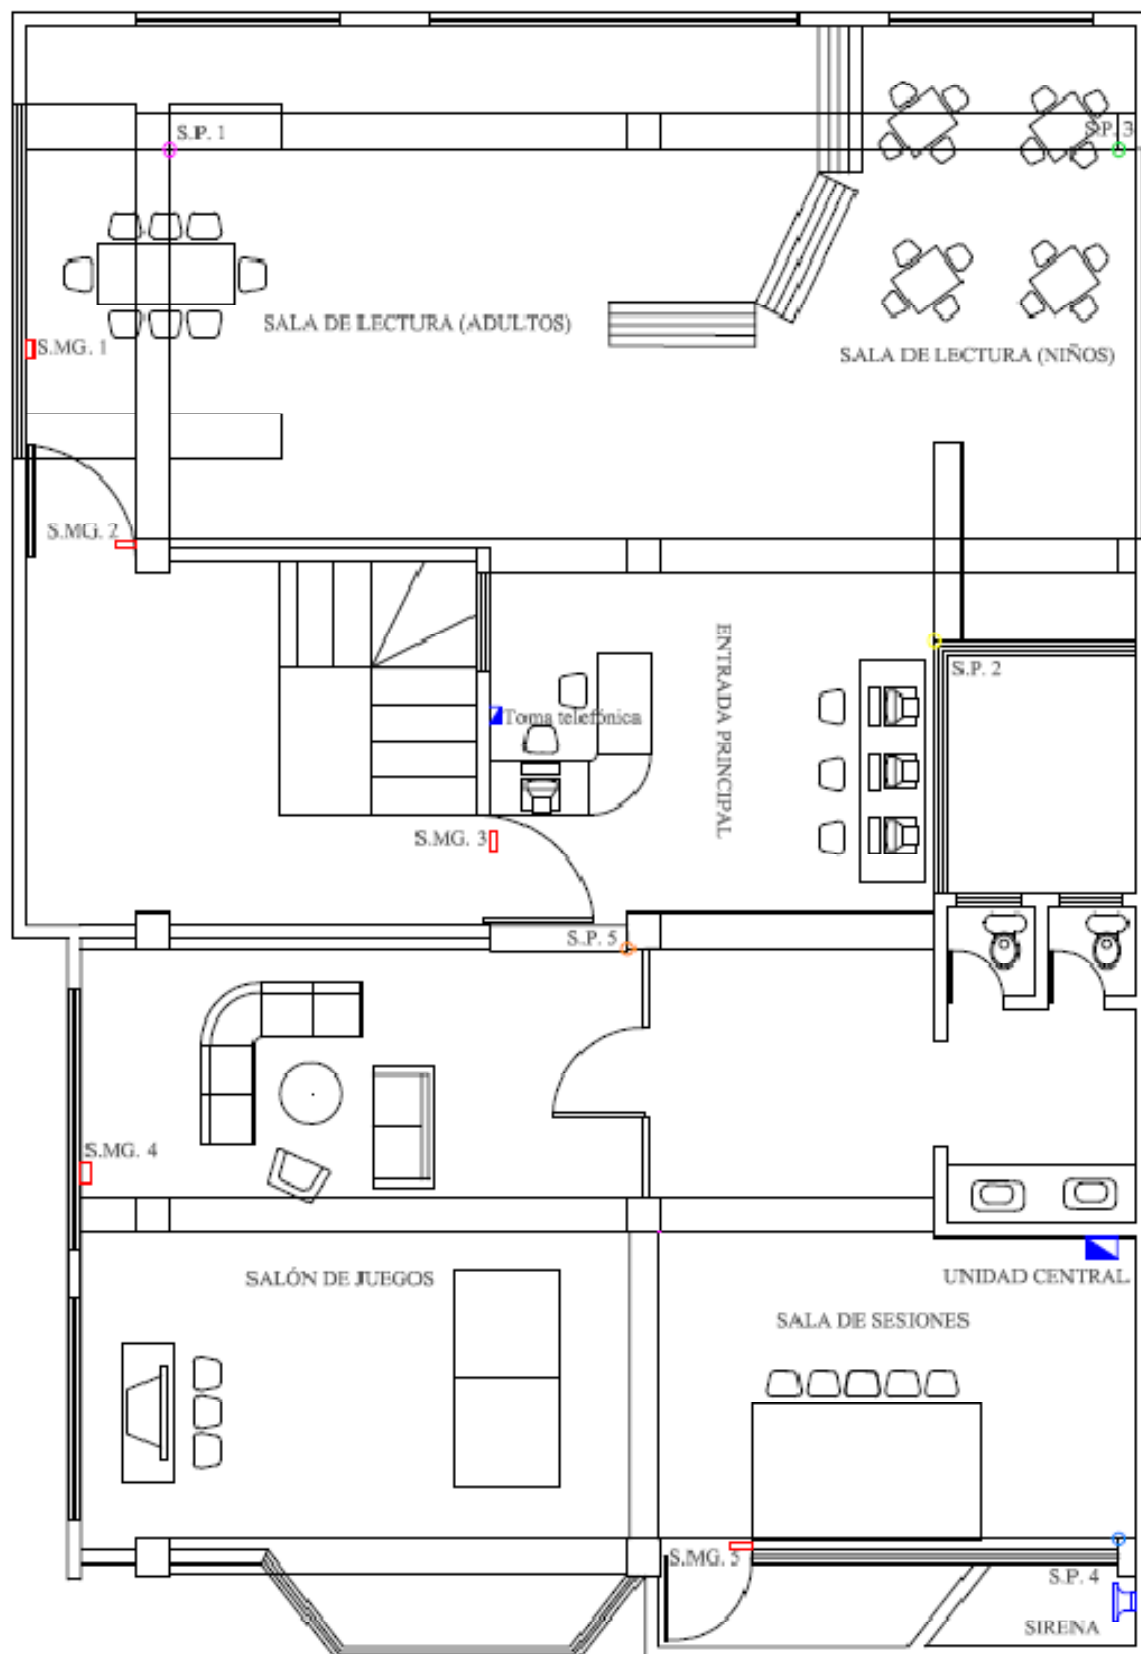 S.P. 1
S.P. 3
SALA DE LECTURA (ADULTOS)
S.MG. 1
SALA DE LECTURA (NIÑOS)
S.MG. 2
ENTRADA PRINCIPAL
S.P. 2
Toma telefónica
S.MG. 3
S.P. 5
S.MG. 4
SALÓN DE JUEGOS
UNIDAD CENTRAL
SALA DE SESIONES
S.MG. 5
S.P. 4
SIRENA